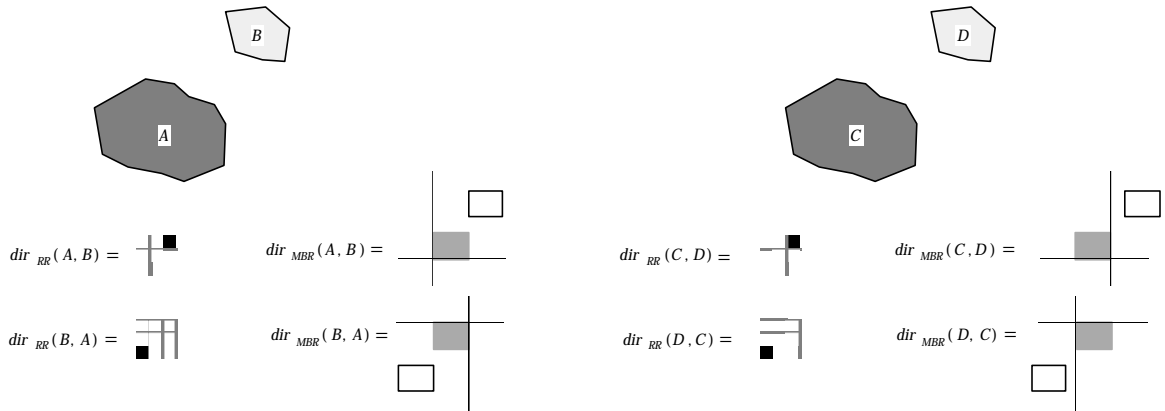 B
D
A
C
dir RR (A, B) =
dir MBR (A, B) =
dir RR (C, D) =
dir MBR (C, D) =
dir RR (B, A) =
dir MBR (B, A) =
dir RR (D, C) =
dir MBR (D, C) =